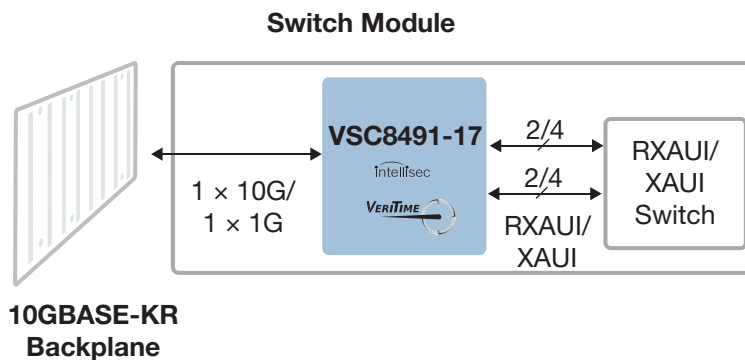 Switch Module
VSC8491-17
intellisec
VERITIME
1 × 10G/
1 × 1G
2/4
2/4
RXAUI/
XAUI
RXAUI/
XAUI
Switch
10GBASE-KR
Backplane